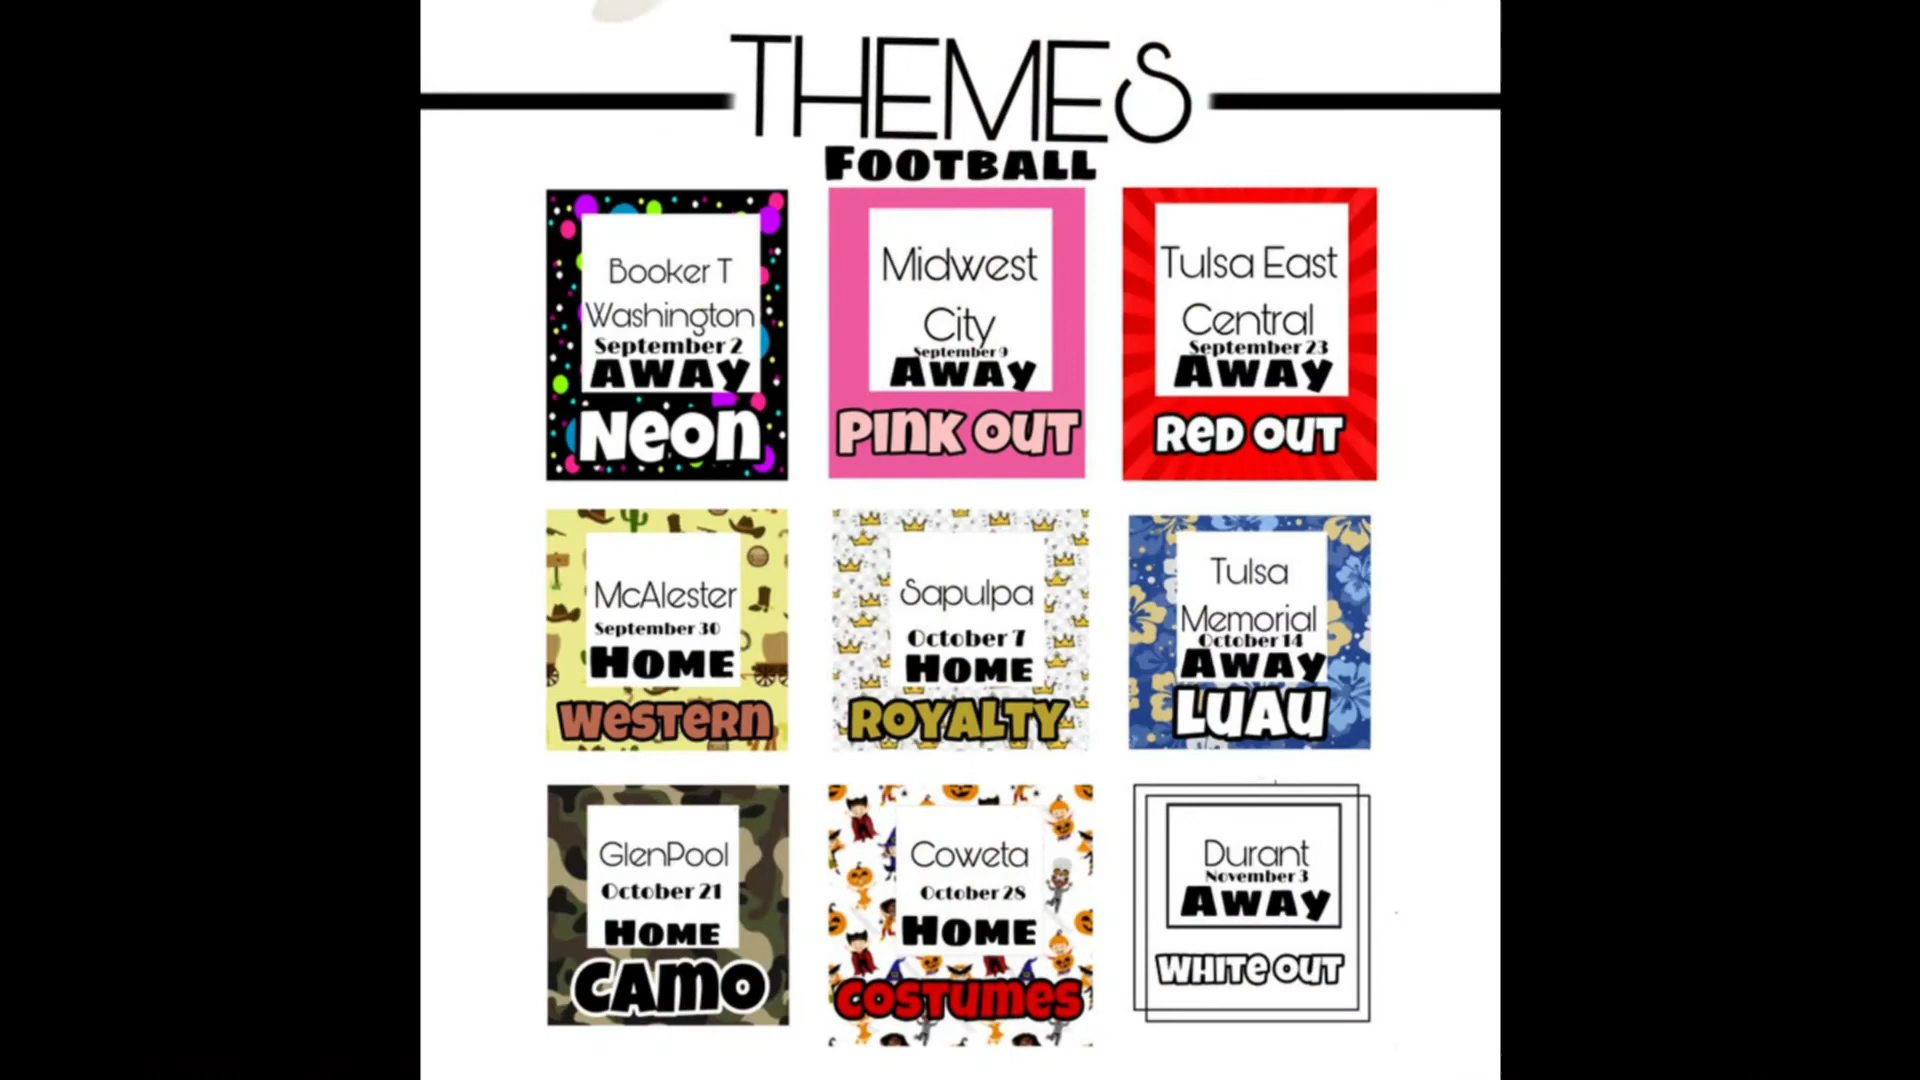 THEMES
FOOTBALL
Booker T
Washington
September 2
AWAY
Neon
Midwest
City
September 9
AWAY
PINK OUT
Tulsa East
Central
September 23
AWAY
RED OUT
McAlester
September 30
HOME
WESTERN
Sapulpa
October 7
HOME
ROYALTY
Tulsa
Memorial
October 14
AWAY
LUAU
GlenPool
October 21
HOME
CAMO
Coweta
October 28
HOME
COSTUMES
Durant
November 3
AWAY
WHITE OUT